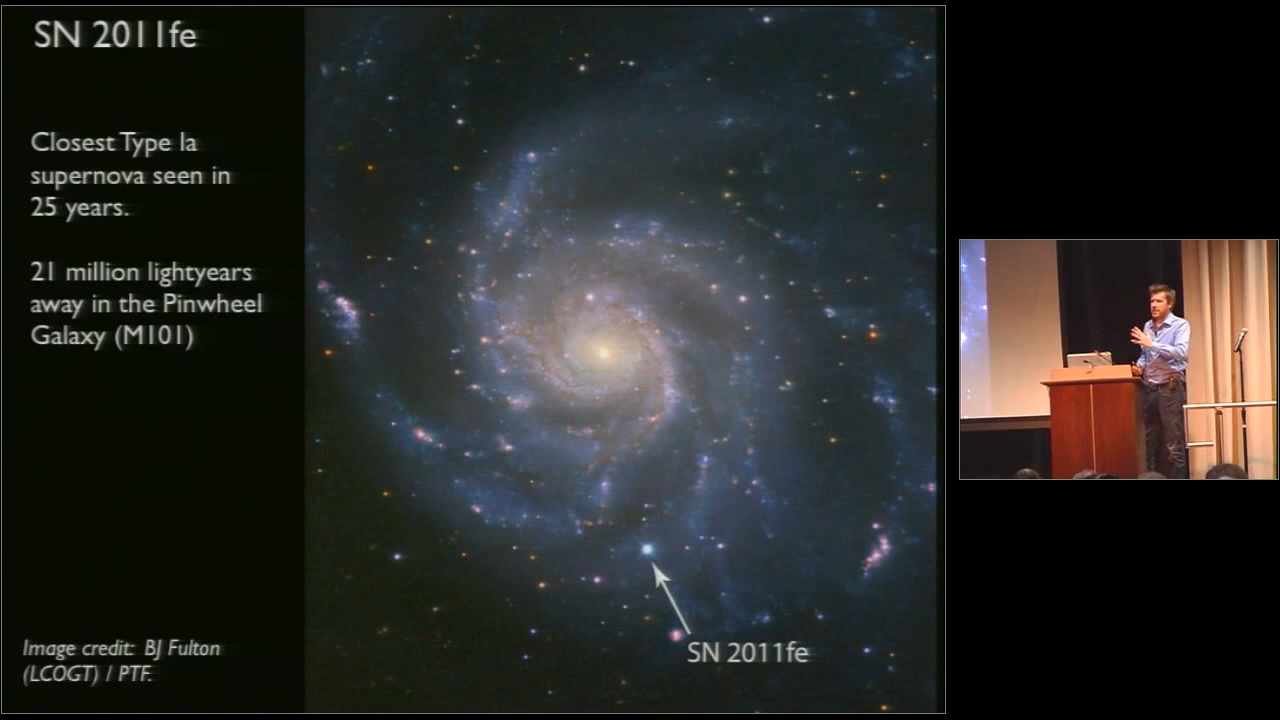 SN 2011fe
Closest Type Ia
supernova seen in
25 years.
21 million lightyears
away in the Pinwheel
Galaxy (M101)
Image credit: BJ Fulton
(LCOGT) / PTF.
SN 2011fe